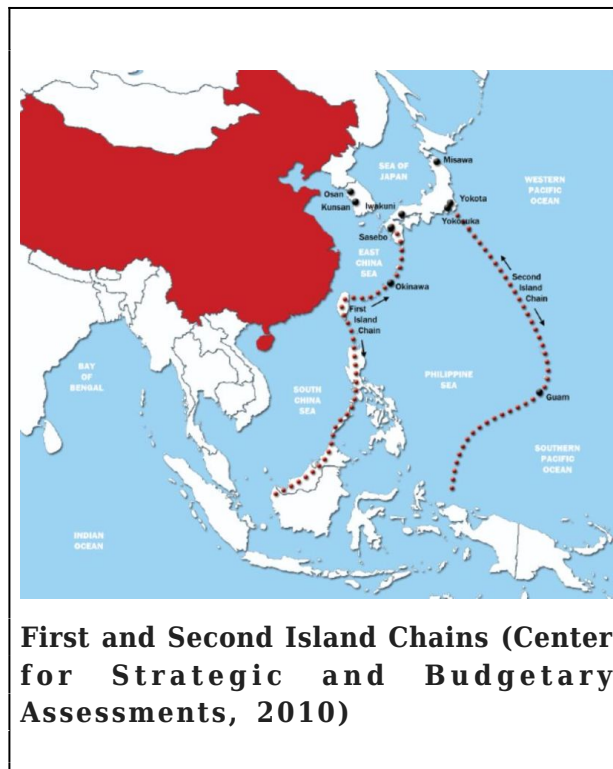 SEA OF
JAPAN
Misawa
WESTERN
PACIFIC
OCEAN
Osan
Kunsan
Iwakuni
Yokota
Yokosuka
Sasebo
EAST
CHINA
SEA
Second
Island
Chain
Okinawa
First
Island
Chain
BAY
OF
BENGAL
SOUTH
CHINA
SEA
PHILIPPINE
SEA
Guam
SOUTHERN
PACIFIC
OCEAN
INDIAN
OCEAN
First and Second Island Chains (Center
for Strategic and Budgetary
Assessments, 2010)